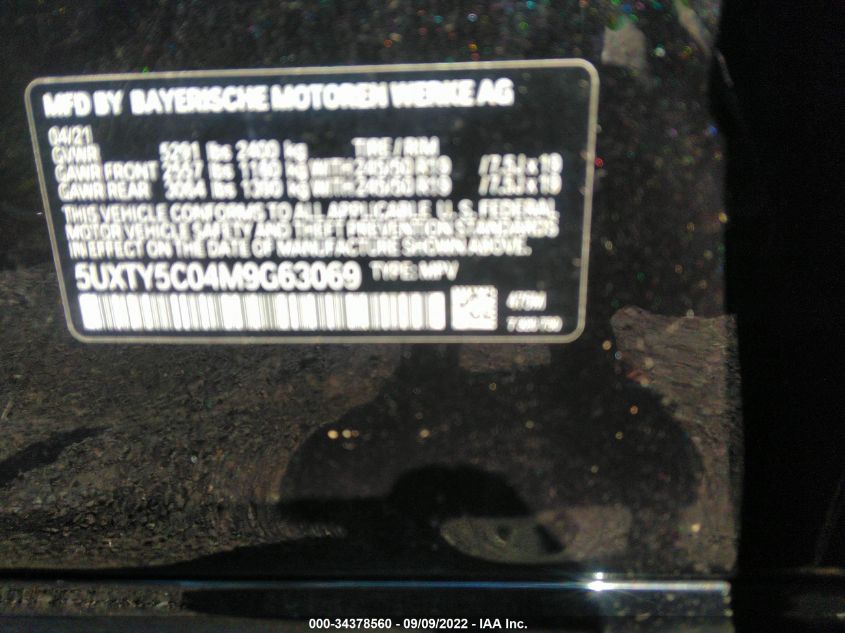 MFD BY BAYERISCHE MOTOREN WERKE AG
04/21
GVWR 5291 lbs 2400 kg TIRE / RIM
GAWR FRONT 2557 lbs 1160 kg WITH 245/50 R19 /7.5J x 19
GAWR REAR 3064 lbs 1390 kg WITH 245/50 R19 /7.5J x 19
THIS VEHICLE CONFORMS TO ALL APPLICABLE U.S. FEDERAL
MOTOR VEHICLE SAFETY AND THEFT PREVENTION STANDARDS
IN EFFECT ON THE DATE OF MANUFACTURE SHOWN ABOVE.
5UXTY5C04M9G63069 TYPE: MPV
000-34378560 - 09/09/2022 - IAA Inc.